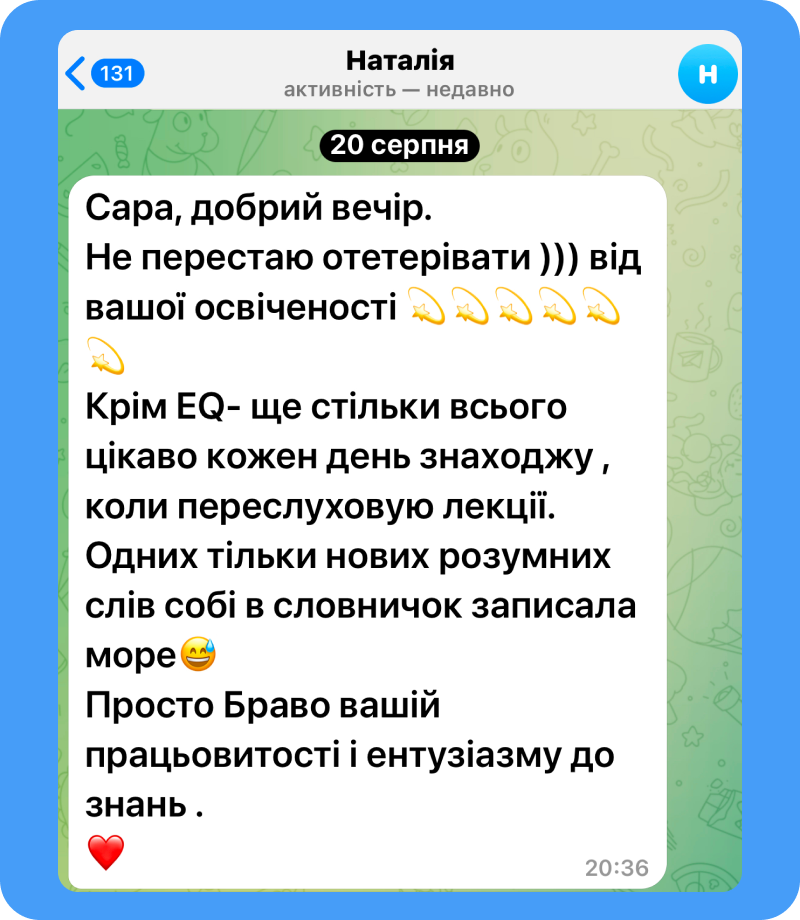 131
Наталія
активність — недавно
Н
20 серпня
Сара, добрий вечір.
Не перестаю отетерівати ))) від
вашої освіченості 💫💫💫💫💫
💫
Крім EQ- ще стільки всього
цікаво кожен день знаходжу ,
коли переслуховую лекції.
Одних тільки нових розумних
слів собі в словничок записала
море😅
Просто Браво вашій
працьовитості і ентузіазму до
знань .
❤️
20:36